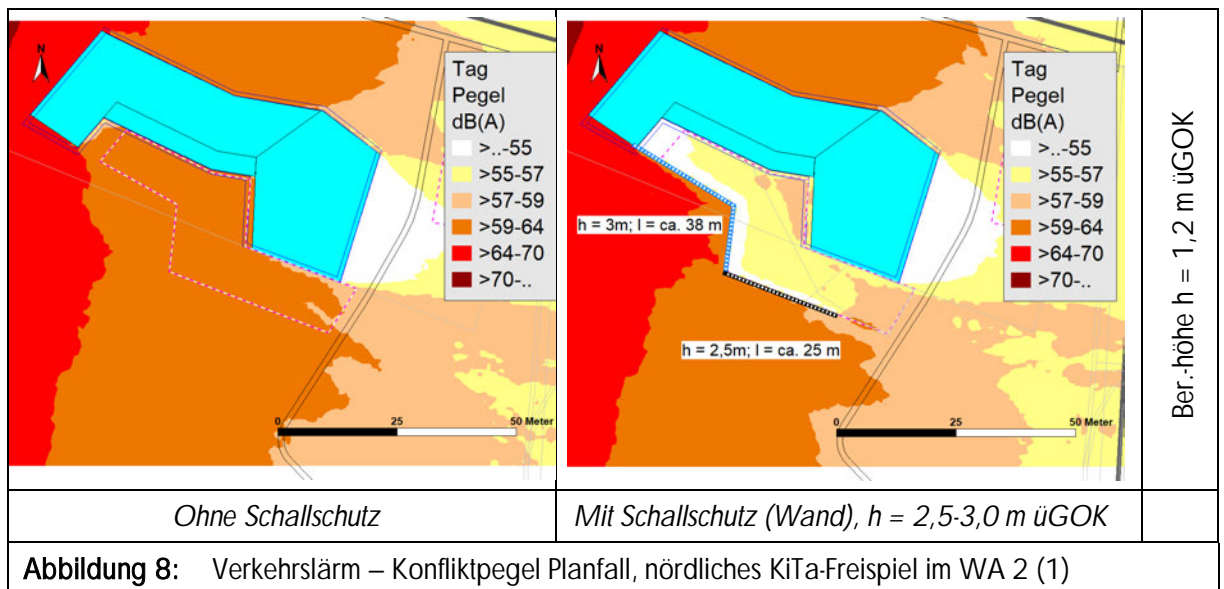 N
Tag
Pegel
dB(A)
>..-55
>55-57
>57-59
>59-64
>64-70
>70-..
0 25 50 Meter
N
Tag
Pegel
dB(A)
>..-55
>55-57
>57-59
>59-64
>64-70
>70-..
h = 3m; l = ca. 38 m
h = 2,5m; l = ca. 25 m
0 25 50 Meter
Ber.-höhe h = 1,2 m üGOK
Ohne Schallschutz
Mit Schallschutz (Wand), h = 2,5-3,0 m üGOK
Abbildung 8: Verkehrslärm – Konfliktpegel Planfall, nördliches KiTa-Freispiel im WA 2 (1)